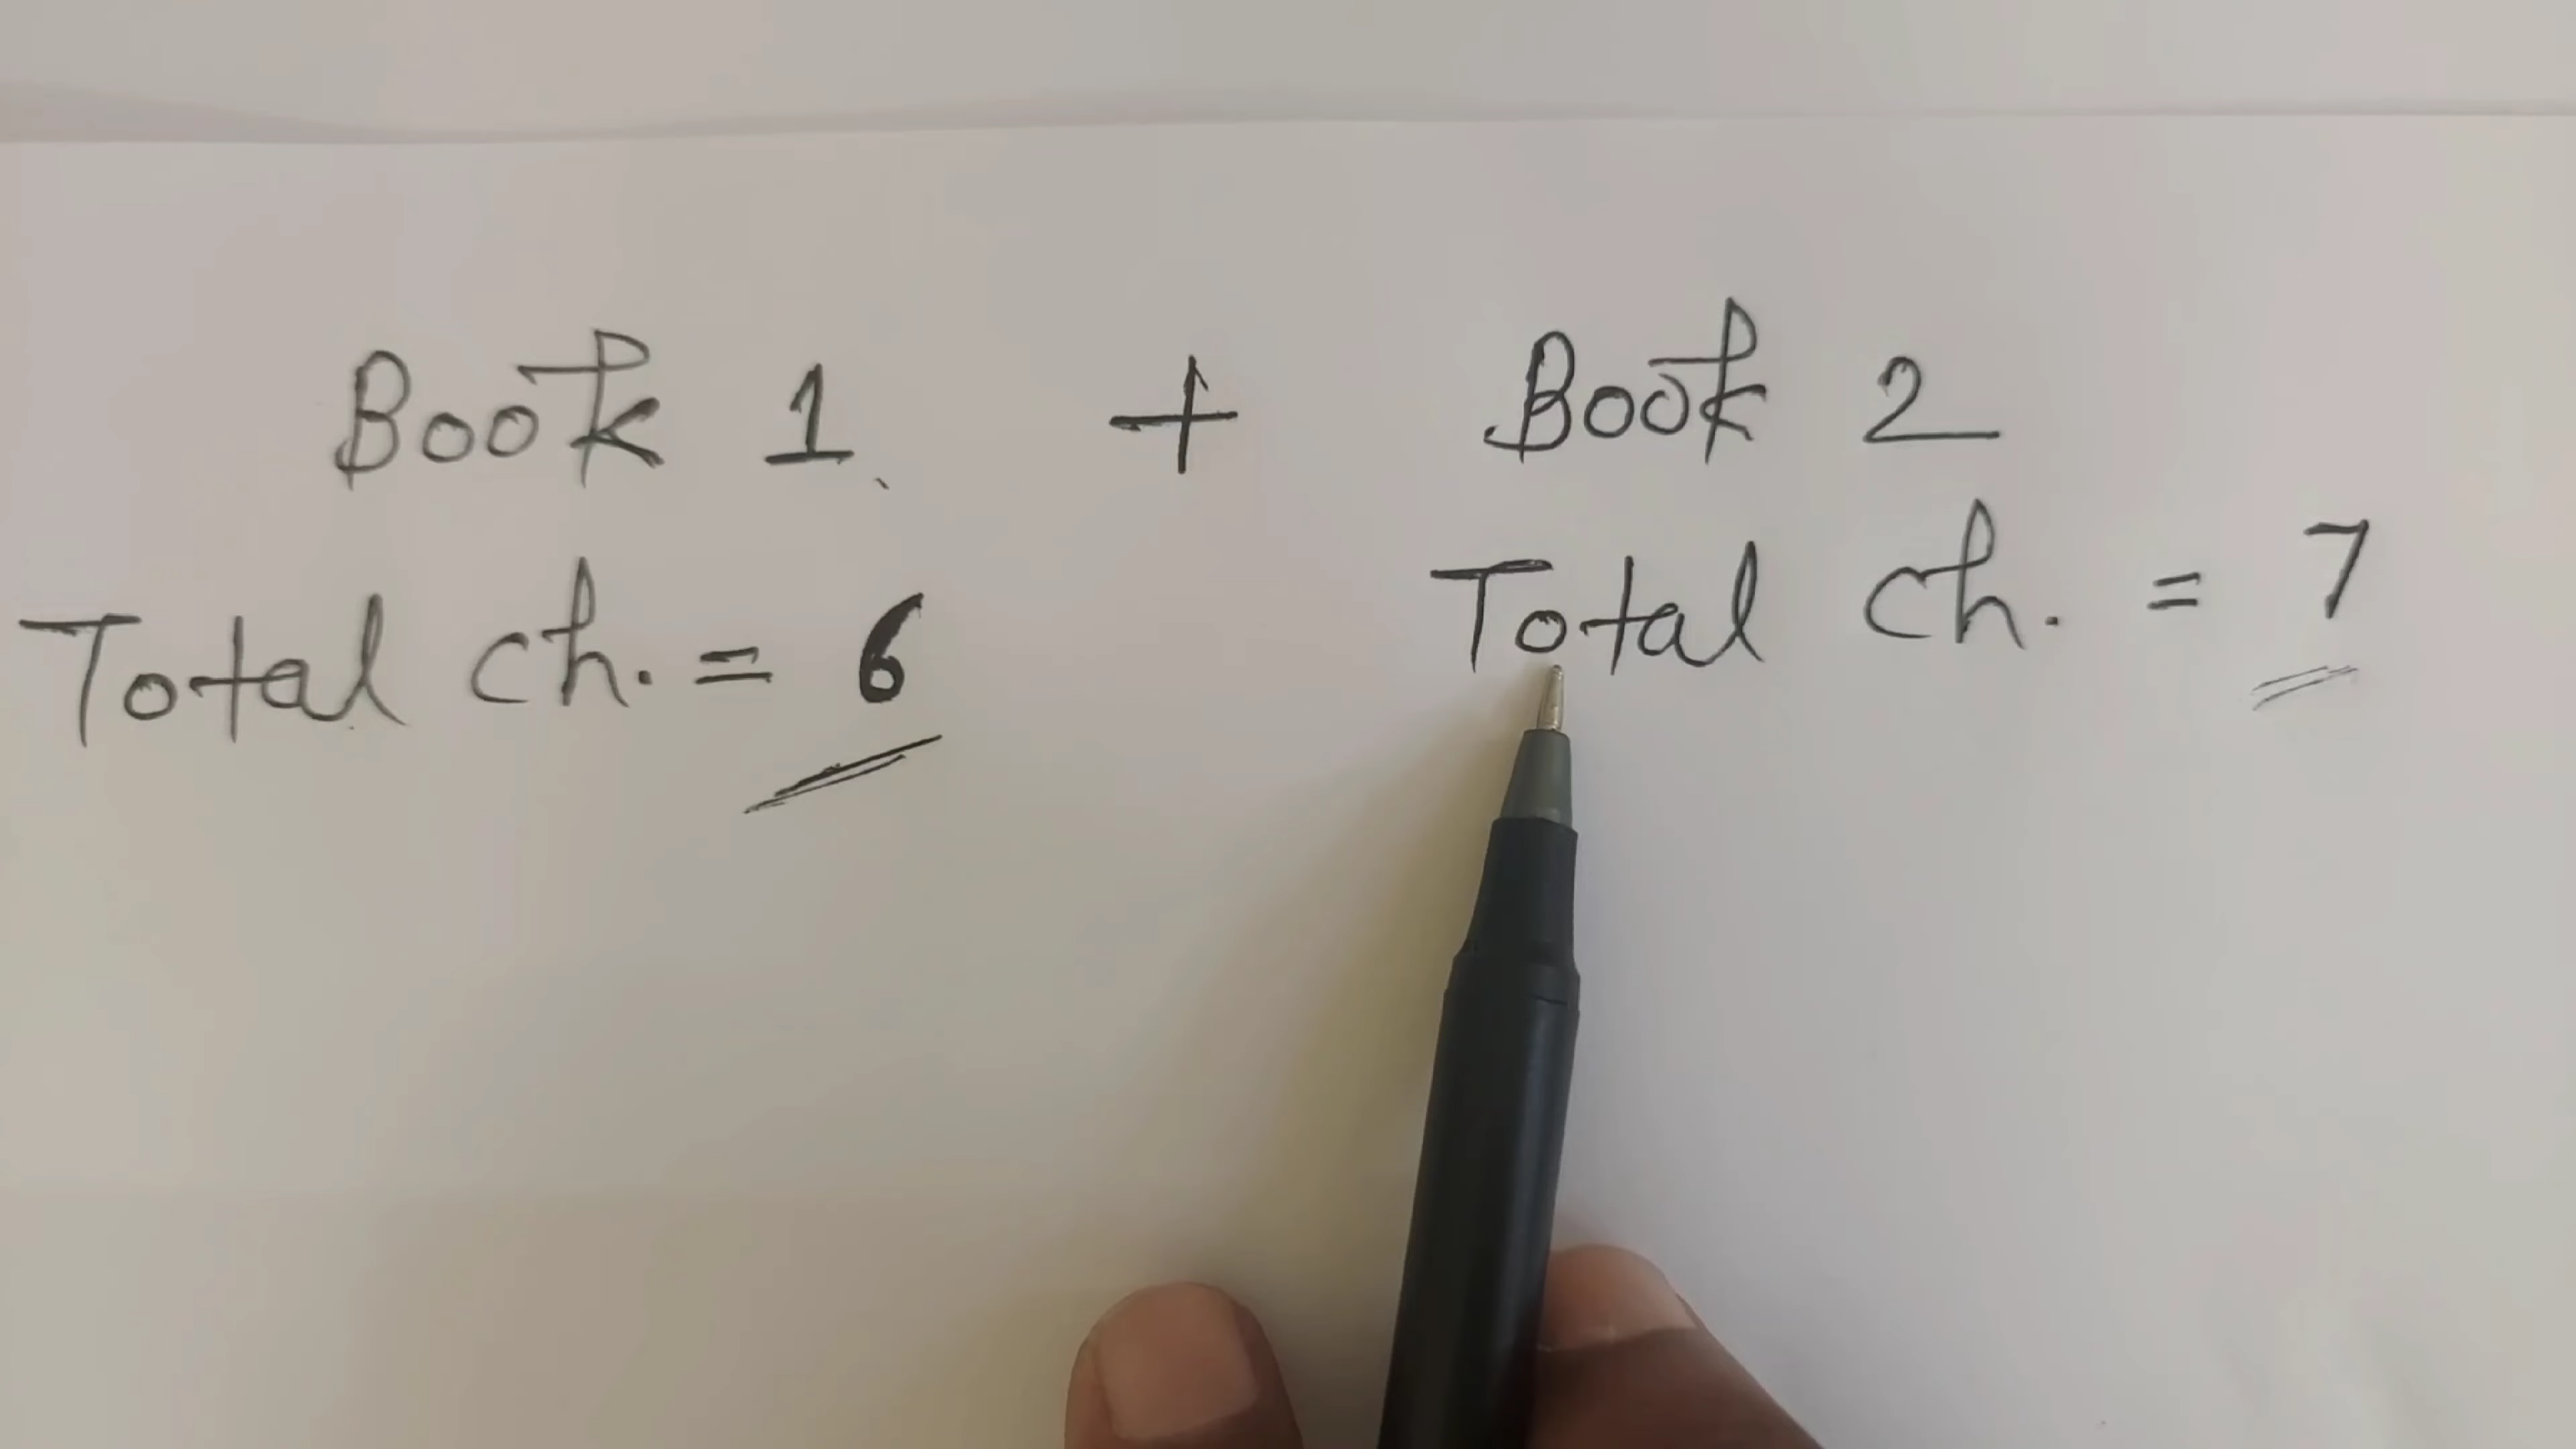 Book 1 + Book 2
Total ch. = 6
Total ch. = 7